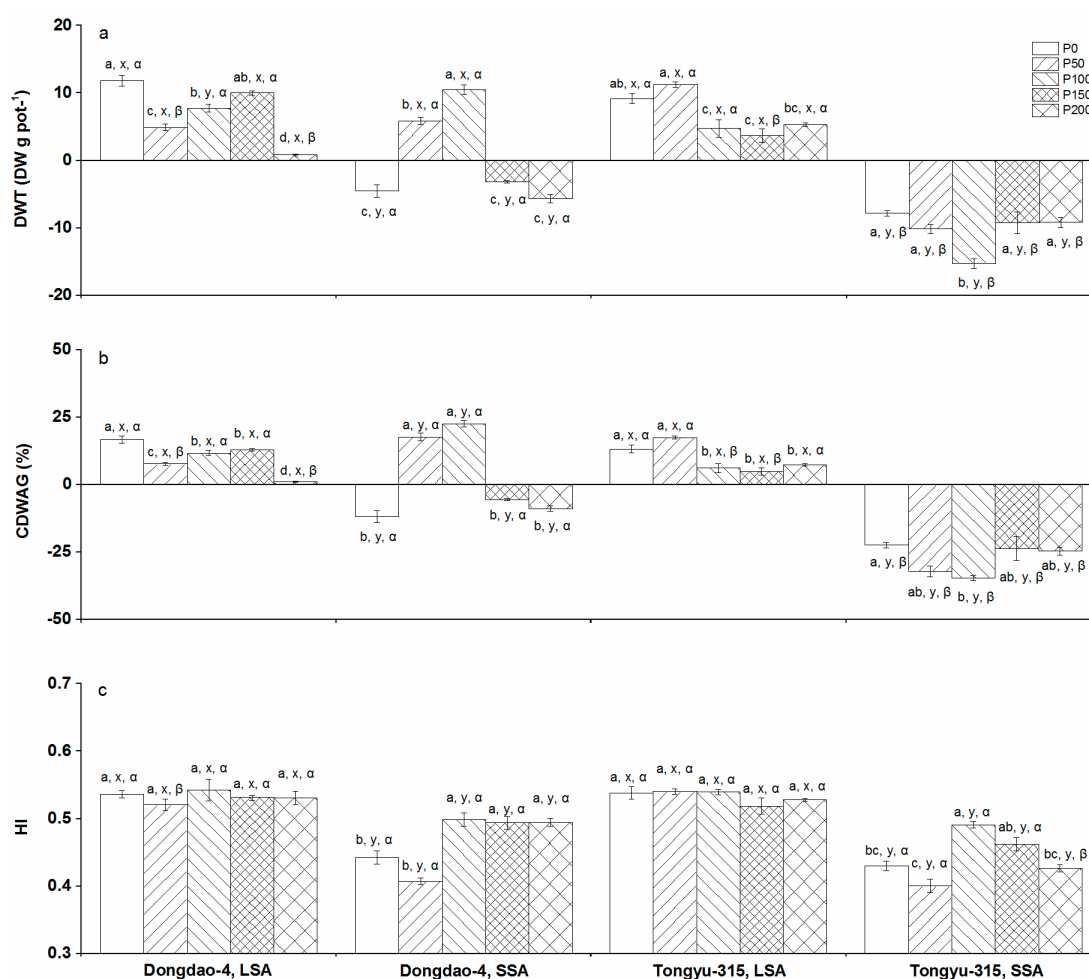 a
20
10
0
-10
-20
DWT (DW g pot-1)
P0
P50
P100
P150
P200
a, x, α
c, x, β
b, y, α
ab, x, α
d, x, β
c, y, α
b, x, α
a, x, α
c, y, α
c, y, α
ab, x, α
a, x, α
c, x, α
c, x, β
bc, x, α
a, y, β
a, y, β
b, y, β
a, y, β
a, y, β
b
50
25
0
-25
-50
CDWAG (%)
a, x, α
c, x, β
b, x, α
b, x, α
d, x, β
b, y, α
a, y, α
a, y, α
b, y, α
b, y, α
a, x, α
a, x, α
b, x, β
b, x, β
b, x, α
a, y, β
ab, y, β
b, y, β
ab, y, β
ab, y, β
c
0.7
0.6
0.5
0.4
0.3
HI
a, x, α
a, x, β
a, x, α
a, x, α
a, x, α
b, y, α
b, y, α
a, y, α
a, y, α
a, y, α
a, x, α
a, x, α
a, x, α
a, x, α
a, x, α
bc, y, α
c, y, α
a, y, α
ab, y, α
bc, y, β
Dongdao-4, LSA
Dongdao-4, SSA
Tongyu-315, LSA
Tongyu-315, SSA